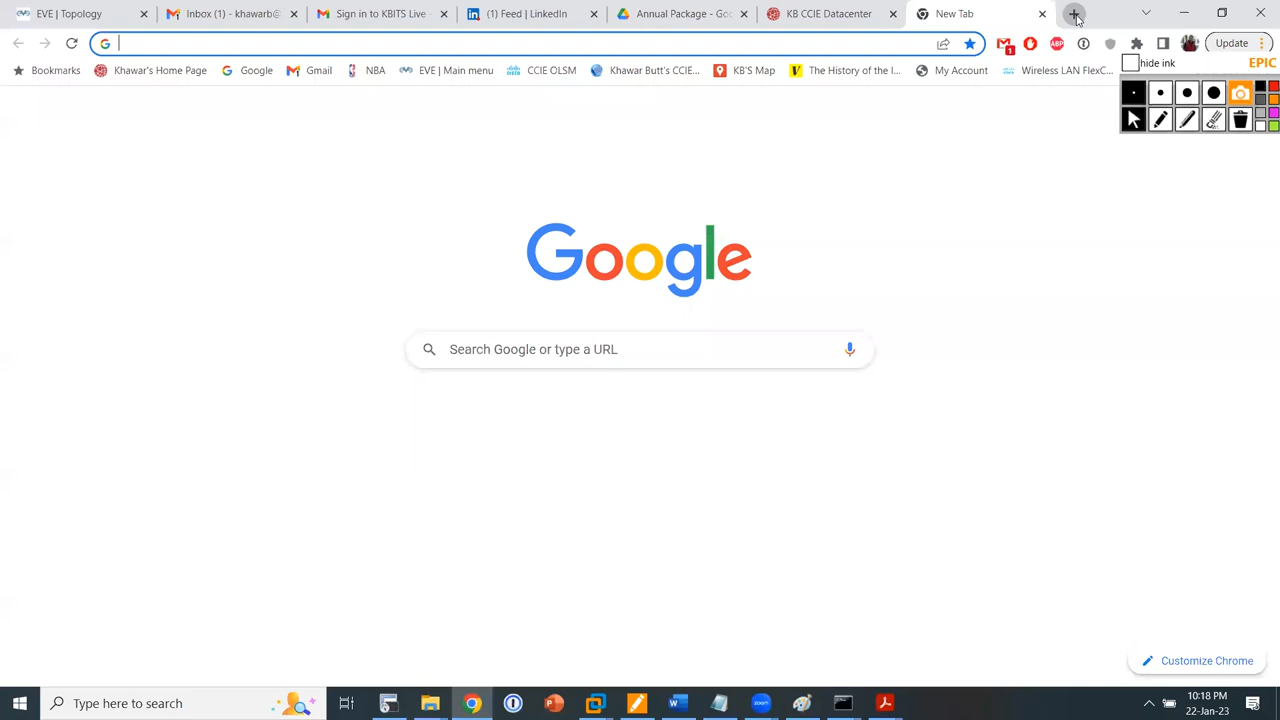 EVE | Topology
Inbox (1) - khawarb@
Sign in to KBITS Live -
in (1) Feed | LinkedIn
Annual Package - Goo
KB CCIE Datacenter
New Tab
G
Update
Bookmarks
Khawar's Home Page
Google
Gmail
NBA
EVE | Main menu
CCIE OLSM
Khawar Butt's CCIE...
KB'S Map
The History of the I...
My Account
Wireless LAN FlexC...
hide ink
EPIC
Google
Search Google or type a URL
Customize Chrome
Type here to search
zoom
10:18 PM
22-Jan-23